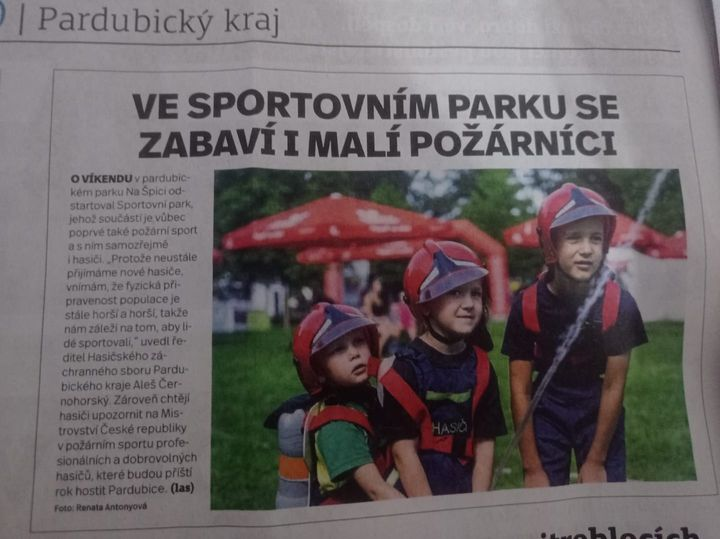 | Pardubický kraj
VE SPORTOVNÍM PARKU SE
ZABAVÍ I MALÍ POŽÁRNÍCI
O VÍKENDU v pardubic-
kém parku Na Špici od-
startoval Sportovní park,
jehož součástí je vůbec
poprvé také požární sport
a s ním samozřejmě
i hasiči. „Protože neustále
přijímáme nové hasiče,
vnímám, že fyzická při-
pravenost populace je
stále horší a horší, takže
nám záleží na tom, aby li-
dé sportovali,“ uvedl ře-
ditel Hasičského zá-
chranného sboru Pardu-
bického kraje Aleš Čer-
nohorský. Zároveň chtějí
hasiči upozornit na Mis-
trovství České republiky
v požárním sportu profe-
sionálních a dobrovolných
hasičů, které budou příští
rok hostit Pardubice. (las)
Foto: Renata Antonyová
HASIČI